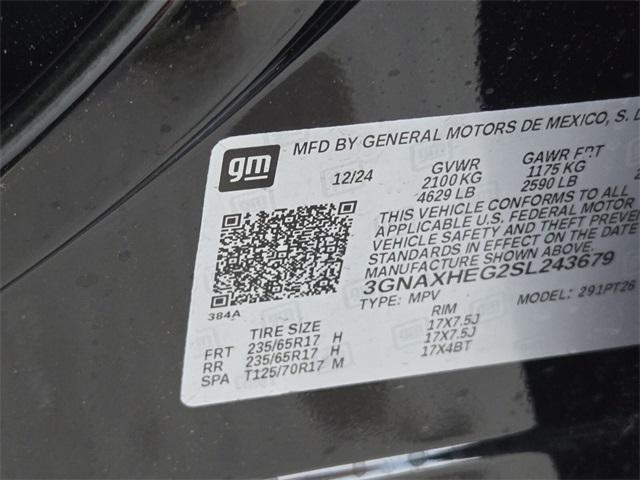 gm
MFD BY GENERAL MOTORS DE MEXICO, S.
12/24 GVWR GAWR FRT
2100 KG 1175 KG
4629 LB 2590 LB
THIS VEHICLE CONFORMS TO ALL
APPLICABLE U.S. FEDERAL MOTOR
VEHICLE SAFETY AND THEFT PREVE
STANDARDS IN EFFECT ON THE DATE
MANUFACTURE SHOWN ABOVE.
3GNAXHEG2SL243679
TYPE: MPV MODEL: 291PT26
384A
TIRE SIZE RIM
FRT 235/65R17 H 17X7.5J
RR 235/65R17 H 17X7.5J
SPA T125/70R17 M 17X4BT